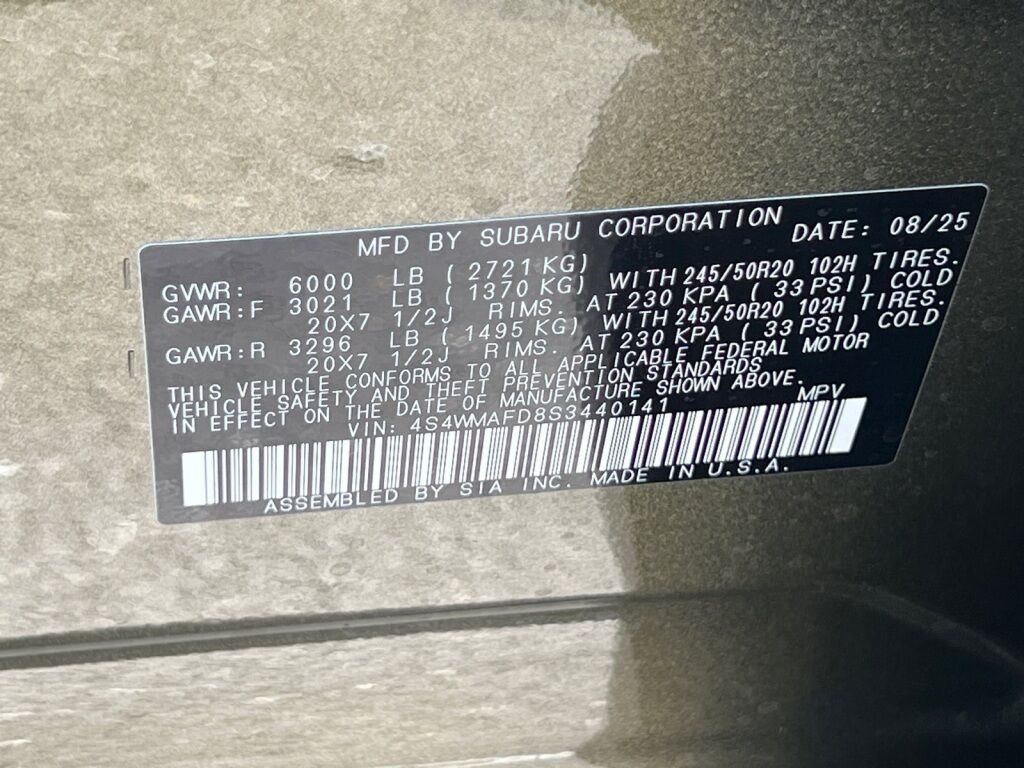 MFD BY SUBARU CORPORATION DATE: 08/25
GVWR: 6000 LB (2721KG)
GAWR:F 3021 LB (1370 KG) WITH 245/50R20 102H TIRES.
20X7 1/2J RIMS. AT 230 KPA (33 PSI) COLD
GAWR:R 3296 LB (1495 KG) WITH 245/50R20 102H TIRES.
20X7 1/2J RIMS. AT 230 KPA (33 PSI) COLD
THIS VEHICLE CONFORMS TO ALL APPLICABLE FEDERAL MOTOR
VEHICLE SAFETY AND THEFT PREVENTION STANDARDS
IN EFFECT ON THE DATE OF MANUFACTURE SHOWN ABOVE.
VIN: 4S4WMAFD8S3440141 MPV
ASSEMBLED BY SIA INC. MADE IN U.S.A.